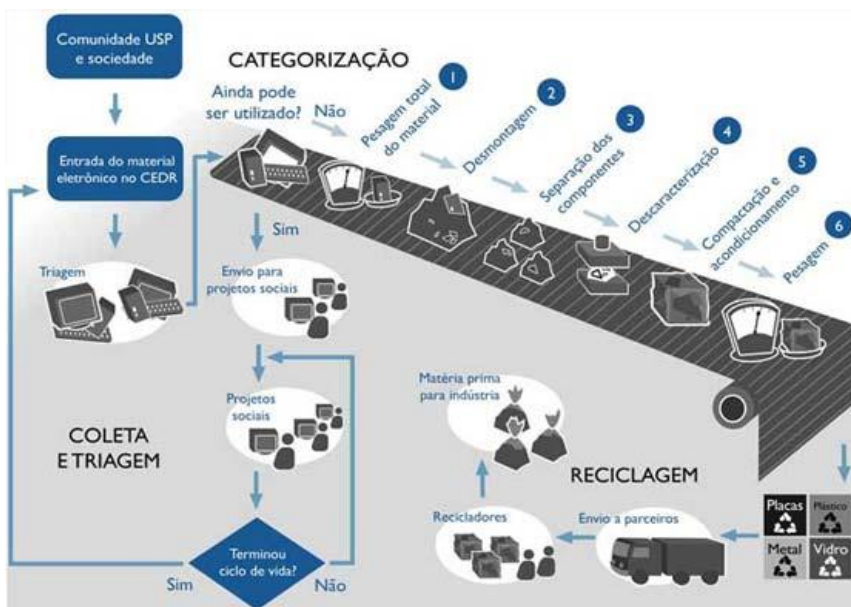 Comunidade USP
e sociedade
Entrada do material
eletrônico no CEDR
Triagem
COLETA
E TRIAGEM
CATEGORIZAÇÃO
Ainda pode
ser utilizado?
Não
Sim
Envio para
projetos sociais
Projetos
sociais
Terminou
ciclo de vida?
Sim
Não
1
Pesagem total
do material
2
Desmontagem
3
Separação dos
componentes
4
Descaracterização
5
Compactação e
acondicionamento
6
Pesagem
Placas
Plástico
Metal
Vidro
RECICLAGEM
Envio a parceiros
Recicladores
Matéria prima
para indústria